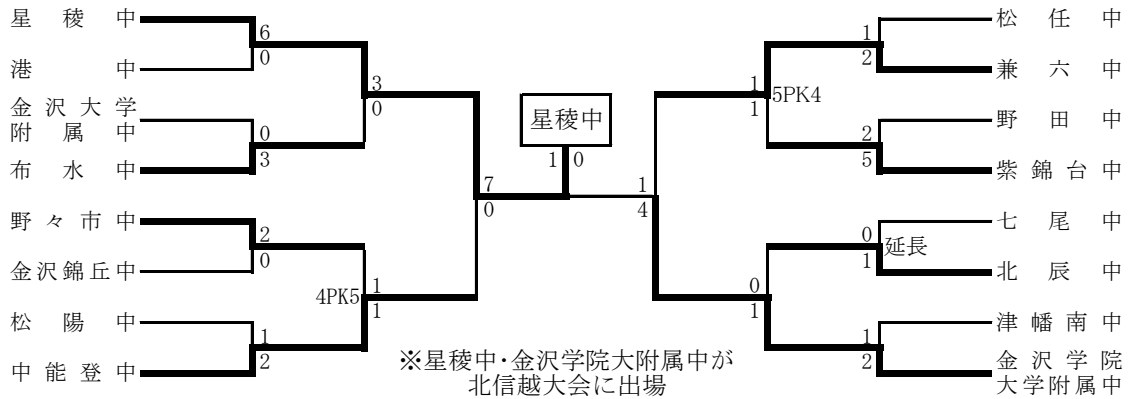 星稜中
6
0
港中
金沢大学
附属中
0
3
布水中
3
0
野々市中
2
0
金沢錦丘中
松陽中
1
2
中能登中
4PK5
1
1
7
0
星稜中
1 0
1
4
松任中
1
2
兼六中
1
1
5PK4
野田中
2
5
紫錦台中
七尾中
0
1
延長
北辰中
0
1
津幡南中
1
2
金沢学院
大学附属中
※星稜中・金沢学院大附属中が
北信越大会に出場